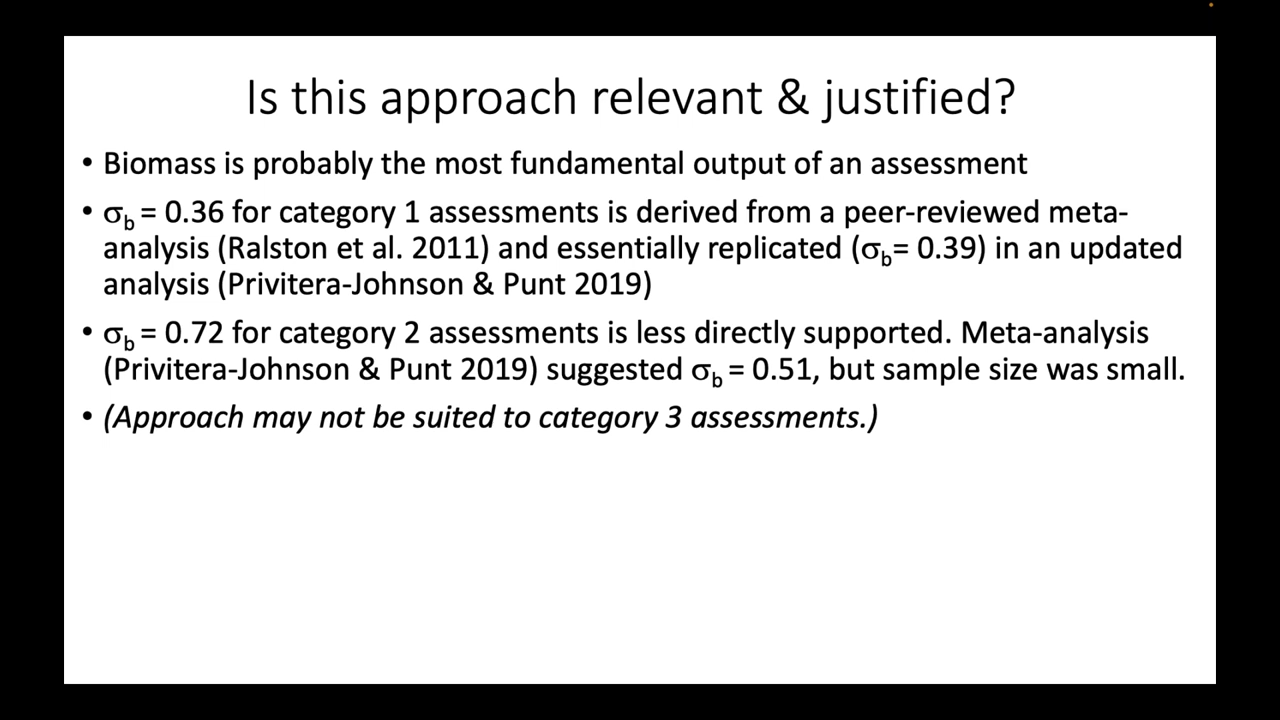 Is this approach relevant & justified?
• Biomass is probably the most fundamental output of an assessment
• σb = 0.36 for category 1 assessments is derived from a peer-reviewed meta-
analysis (Ralston et al. 2011) and essentially replicated (σb= 0.39) in an updated
analysis (Privitera-Johnson & Punt 2019)
• σb = 0.72 for category 2 assessments is less directly supported. Meta-analysis
(Privitera-Johnson & Punt 2019) suggested σb = 0.51, but sample size was small.
• (Approach may not be suited to category 3 assessments.)